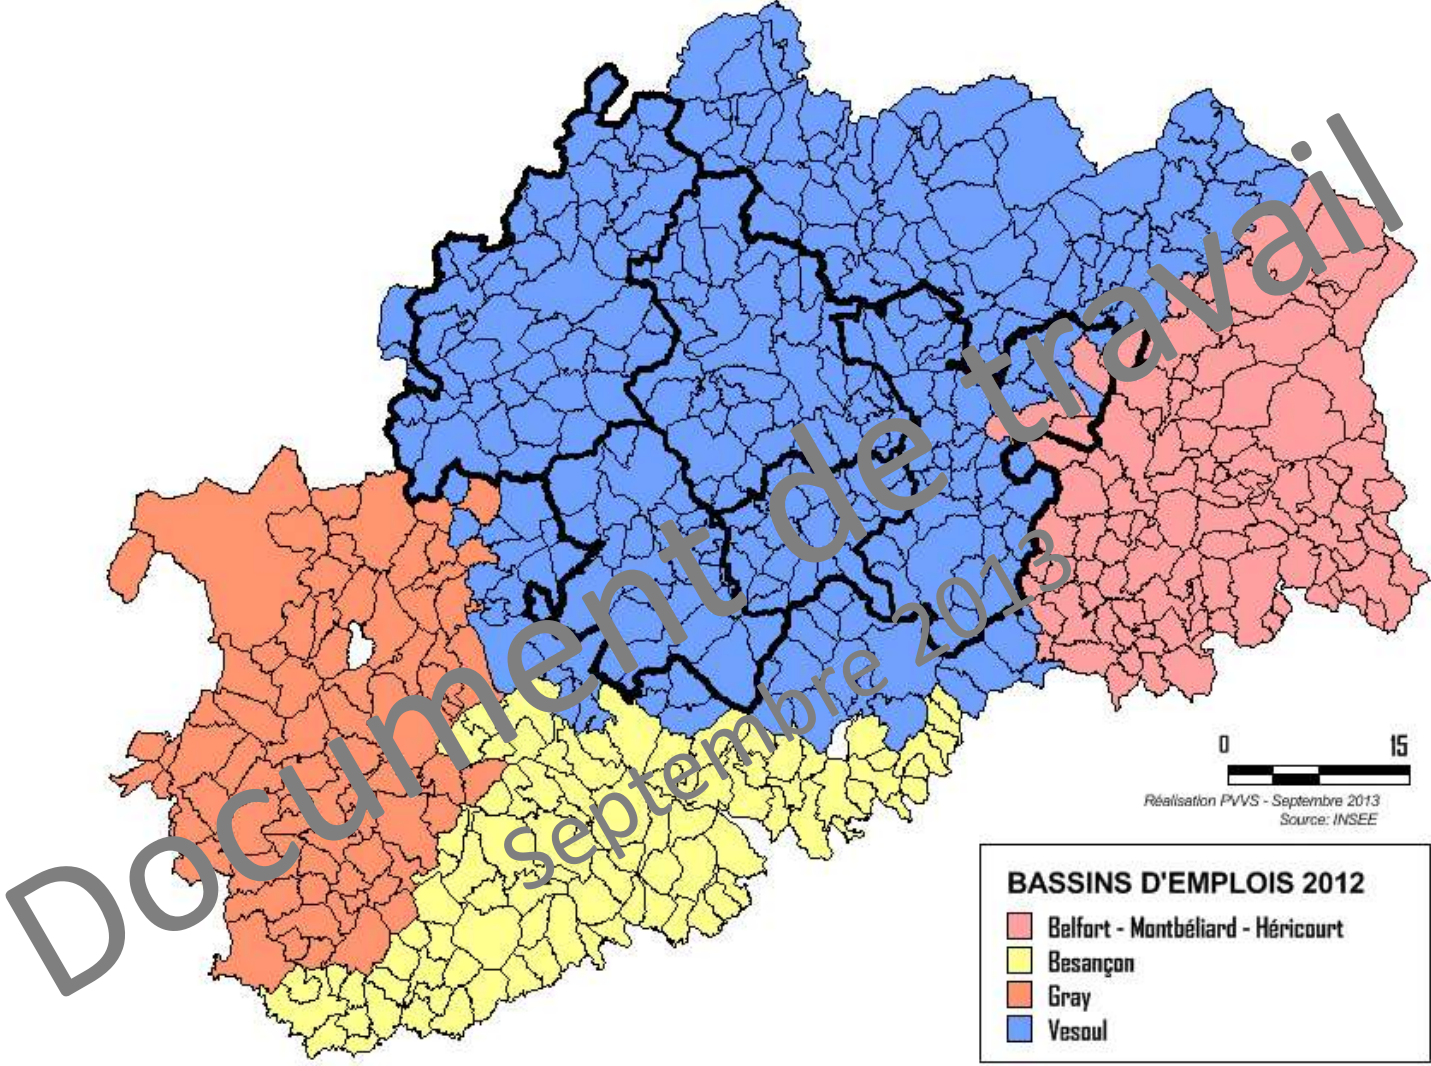 Document de travail
Septembre 2013
0 15
Réalisation PVVS - Septembre 2013
Source: INSEE
BASSINS D'EMPLOIS 2012
Belfort - Montbéliard - Héricourt
Besançon
Gray
Vesoul